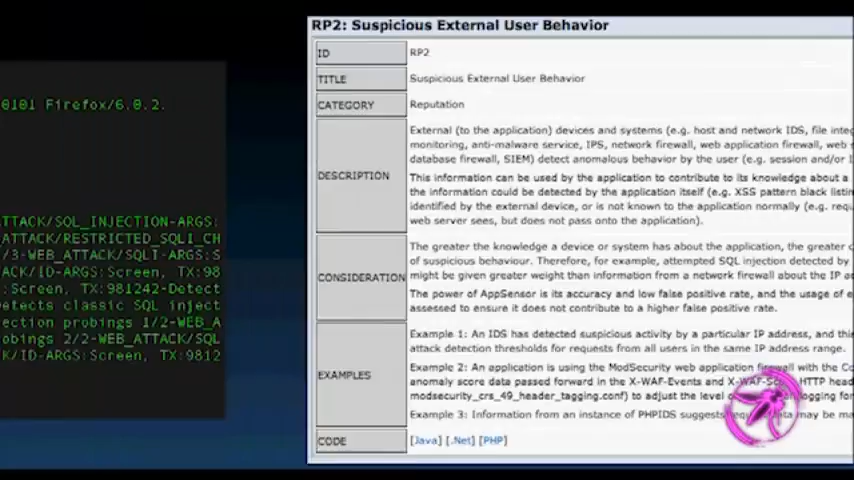 0101 Firefox/6.0.2.
ATTACK/SQL_INJECTION-ARGS:
ATTACK/RESTRICTED_SQLI_CH
/3-WEB_ATTACK/SQLI-ARGS:S
ACK/ID-ARGS:Screen, TX:98
:Screen, TX:981242-Detect
Detects classic SQL inject
ection probings 1/2-WEB_A
obings 2/2-WEB_ATTACK/SQL
K/ID-ARGS:Screen, TX:9812
RP2: Suspicious External User Behavior
ID RP2
TITLE Suspicious External User Behavior
CATEGORY Reputation
DESCRIPTION
External (to the application) devices and systems (e.g. host and network IDS, file integ
monitoring, anti-malware service, IPS, network firewall, web application firewall, web s
database firewall, SIEM) detect anomalous behavior by the user (e.g. session and/or I
This information can be used by the application to contribute to its knowledge about a
the information could be detected by the application itself (e.g. XSS pattern black listin
identified by the external device, or is not known to the application normally (e.g. requ
web server sees, but does not pass onto the application).
CONSIDERATION
The greater the knowledge a device or system has about the application, the greater c
of suspicious behaviour. Therefore, for example, attempted SQL injection detected by
might be given greater weight than information from a network firewall about the IP a
The power of AppSensor is its accuracy and low false positive rate, and the usage of e
assessed to ensure it does not contribute to a higher false positive rate.
EXAMPLES
Example 1: An IDS has detected suspicious activity by a particular IP address, and this
attack detection thresholds for requests from all users in the same IP address range.
Example 2: An application is using the ModSecurity web application firewall with the Co
anomaly score data passed forward in the X-WAF-Events and X-WAF-Score HTTP head
modsecurity_crs_49_header_tagging.conf) to adjust the level of logging for
Example 3: Information from an instance of PHPIDS suggests data may be ma
CODE [Java] [.Net] [PHP]